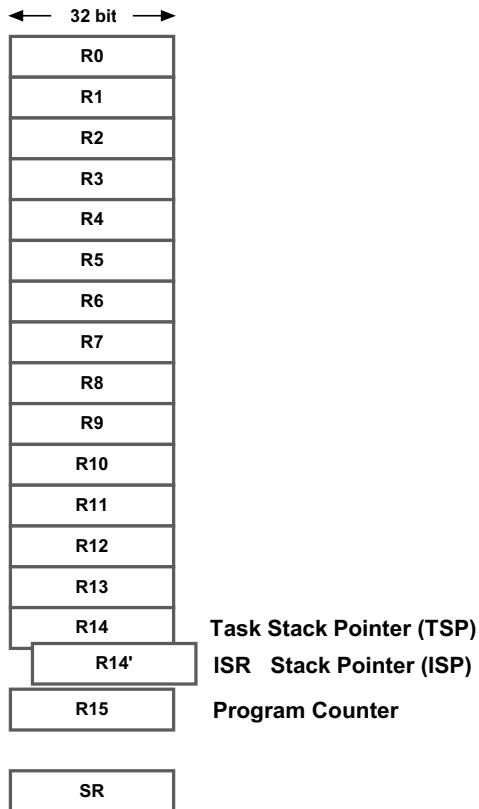 32 bit
R0
R1
R2
R3
R4
R5
R6
R7
R8
R9
R10
R11
R12
R13
R14 Task Stack Pointer (TSP)
R14' ISR Stack Pointer (ISP)
R15 Program Counter
SR